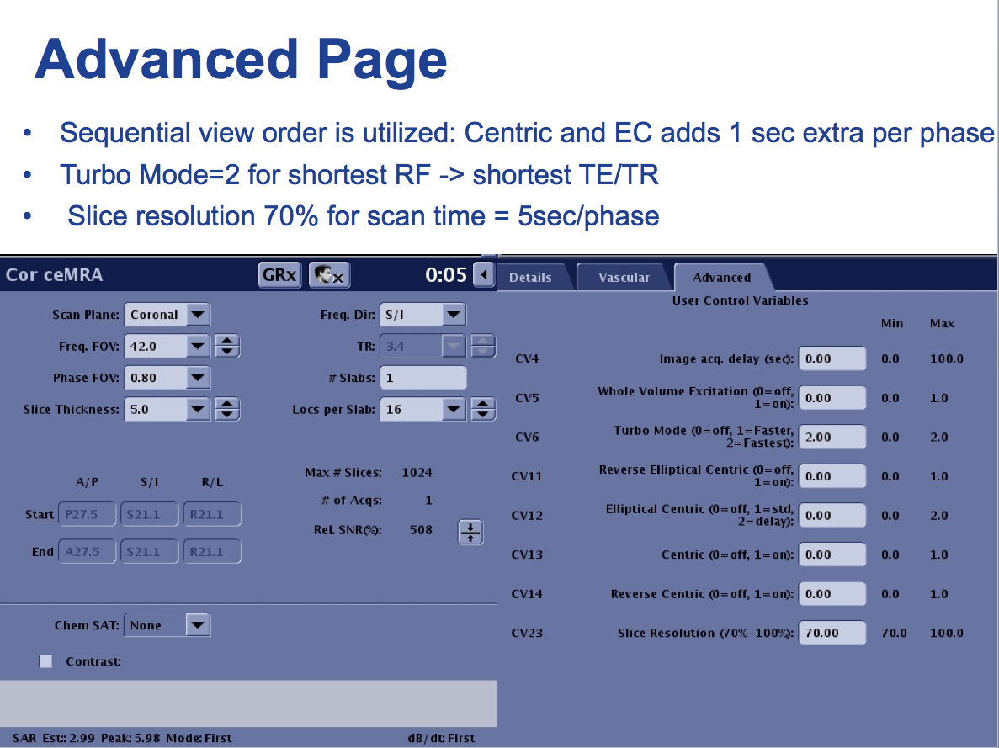 Advanced Page
• Sequential view order is utilized: Centric and EC adds 1 sec extra per phase
• Turbo Mode=2 for shortest RF -> shortest TE/TR
• Slice resolution 70% for scan time = 5sec/phase
Cor ceMRA GRx x 0:05
Scan Plane: Coronal Freq. Dir: S/I
Freq. FOV: 42.0 TR: 3.4
Phase FOV: 0.80 # Slabs: 1
Slice Thickness: 5.0 Locs per Slab: 16
Max # Slices: 1024
A/P S/I R/L
# of Acqs: 1
Start P27.5 S21.1 R21.1
Rel. SNR(%): 508
End A27.5 S21.1 R21.1
Chem SAT: None
Contrast:
SAR Est: 2.99 Peak: 5.98 Mode: First dB/dt: First
Details Vascular Advanced
User Control Variables
Min Max
CV4 Image acq. delay (sec): 0.00 0.0 100.0
CV5 Whole Volume Excitation (0=off,
1=on): 0.00 0.0 1.0
CV6 Turbo Mode (0=off, 1=Faster,
2=Fastest): 2.00 0.0 2.0
CV11 Reverse Elliptical Centric (0=off,
1=on): 0.00 0.0 1.0
CV12 Elliptical Centric (0=off, 1=std,
2=delay): 0.00 0.0 2.0
CV13 Centric (0=off, 1=on): 0.00 0.0 1.0
CV14 Reverse Centric (0=off, 1=on): 0.00 0.0 1.0
CV23 Slice Resolution (70%-100%): 70.00 70.0 100.0